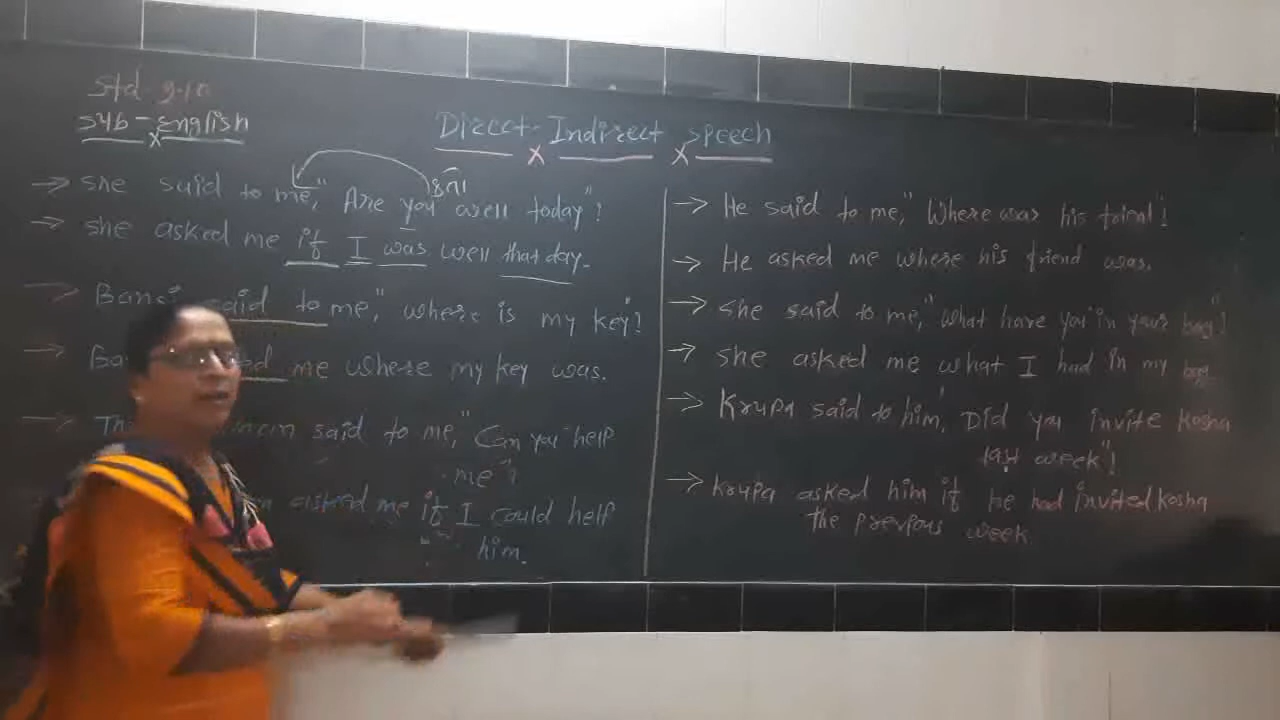 Std 9.10
Sub - English
Direct - Indirect speech
→ She said to me," Are you well today"?
→ she asked me if I was well that day.
→ Bansi said to me," where is my key"?
→ me where my key was.
→ man said to me," Can you help
me"?
→ asked me if I could help
him.
→ He said to me," Where was his friend"?
→ He asked me where his friend was.
→ She said to me," What have you in your bag"?
→ She asked me what I had in my bag.
→ Krupa said to him, Did you invite Kosha
last week"?
→ Krupa asked him if he had invited Kosha
the previous week.